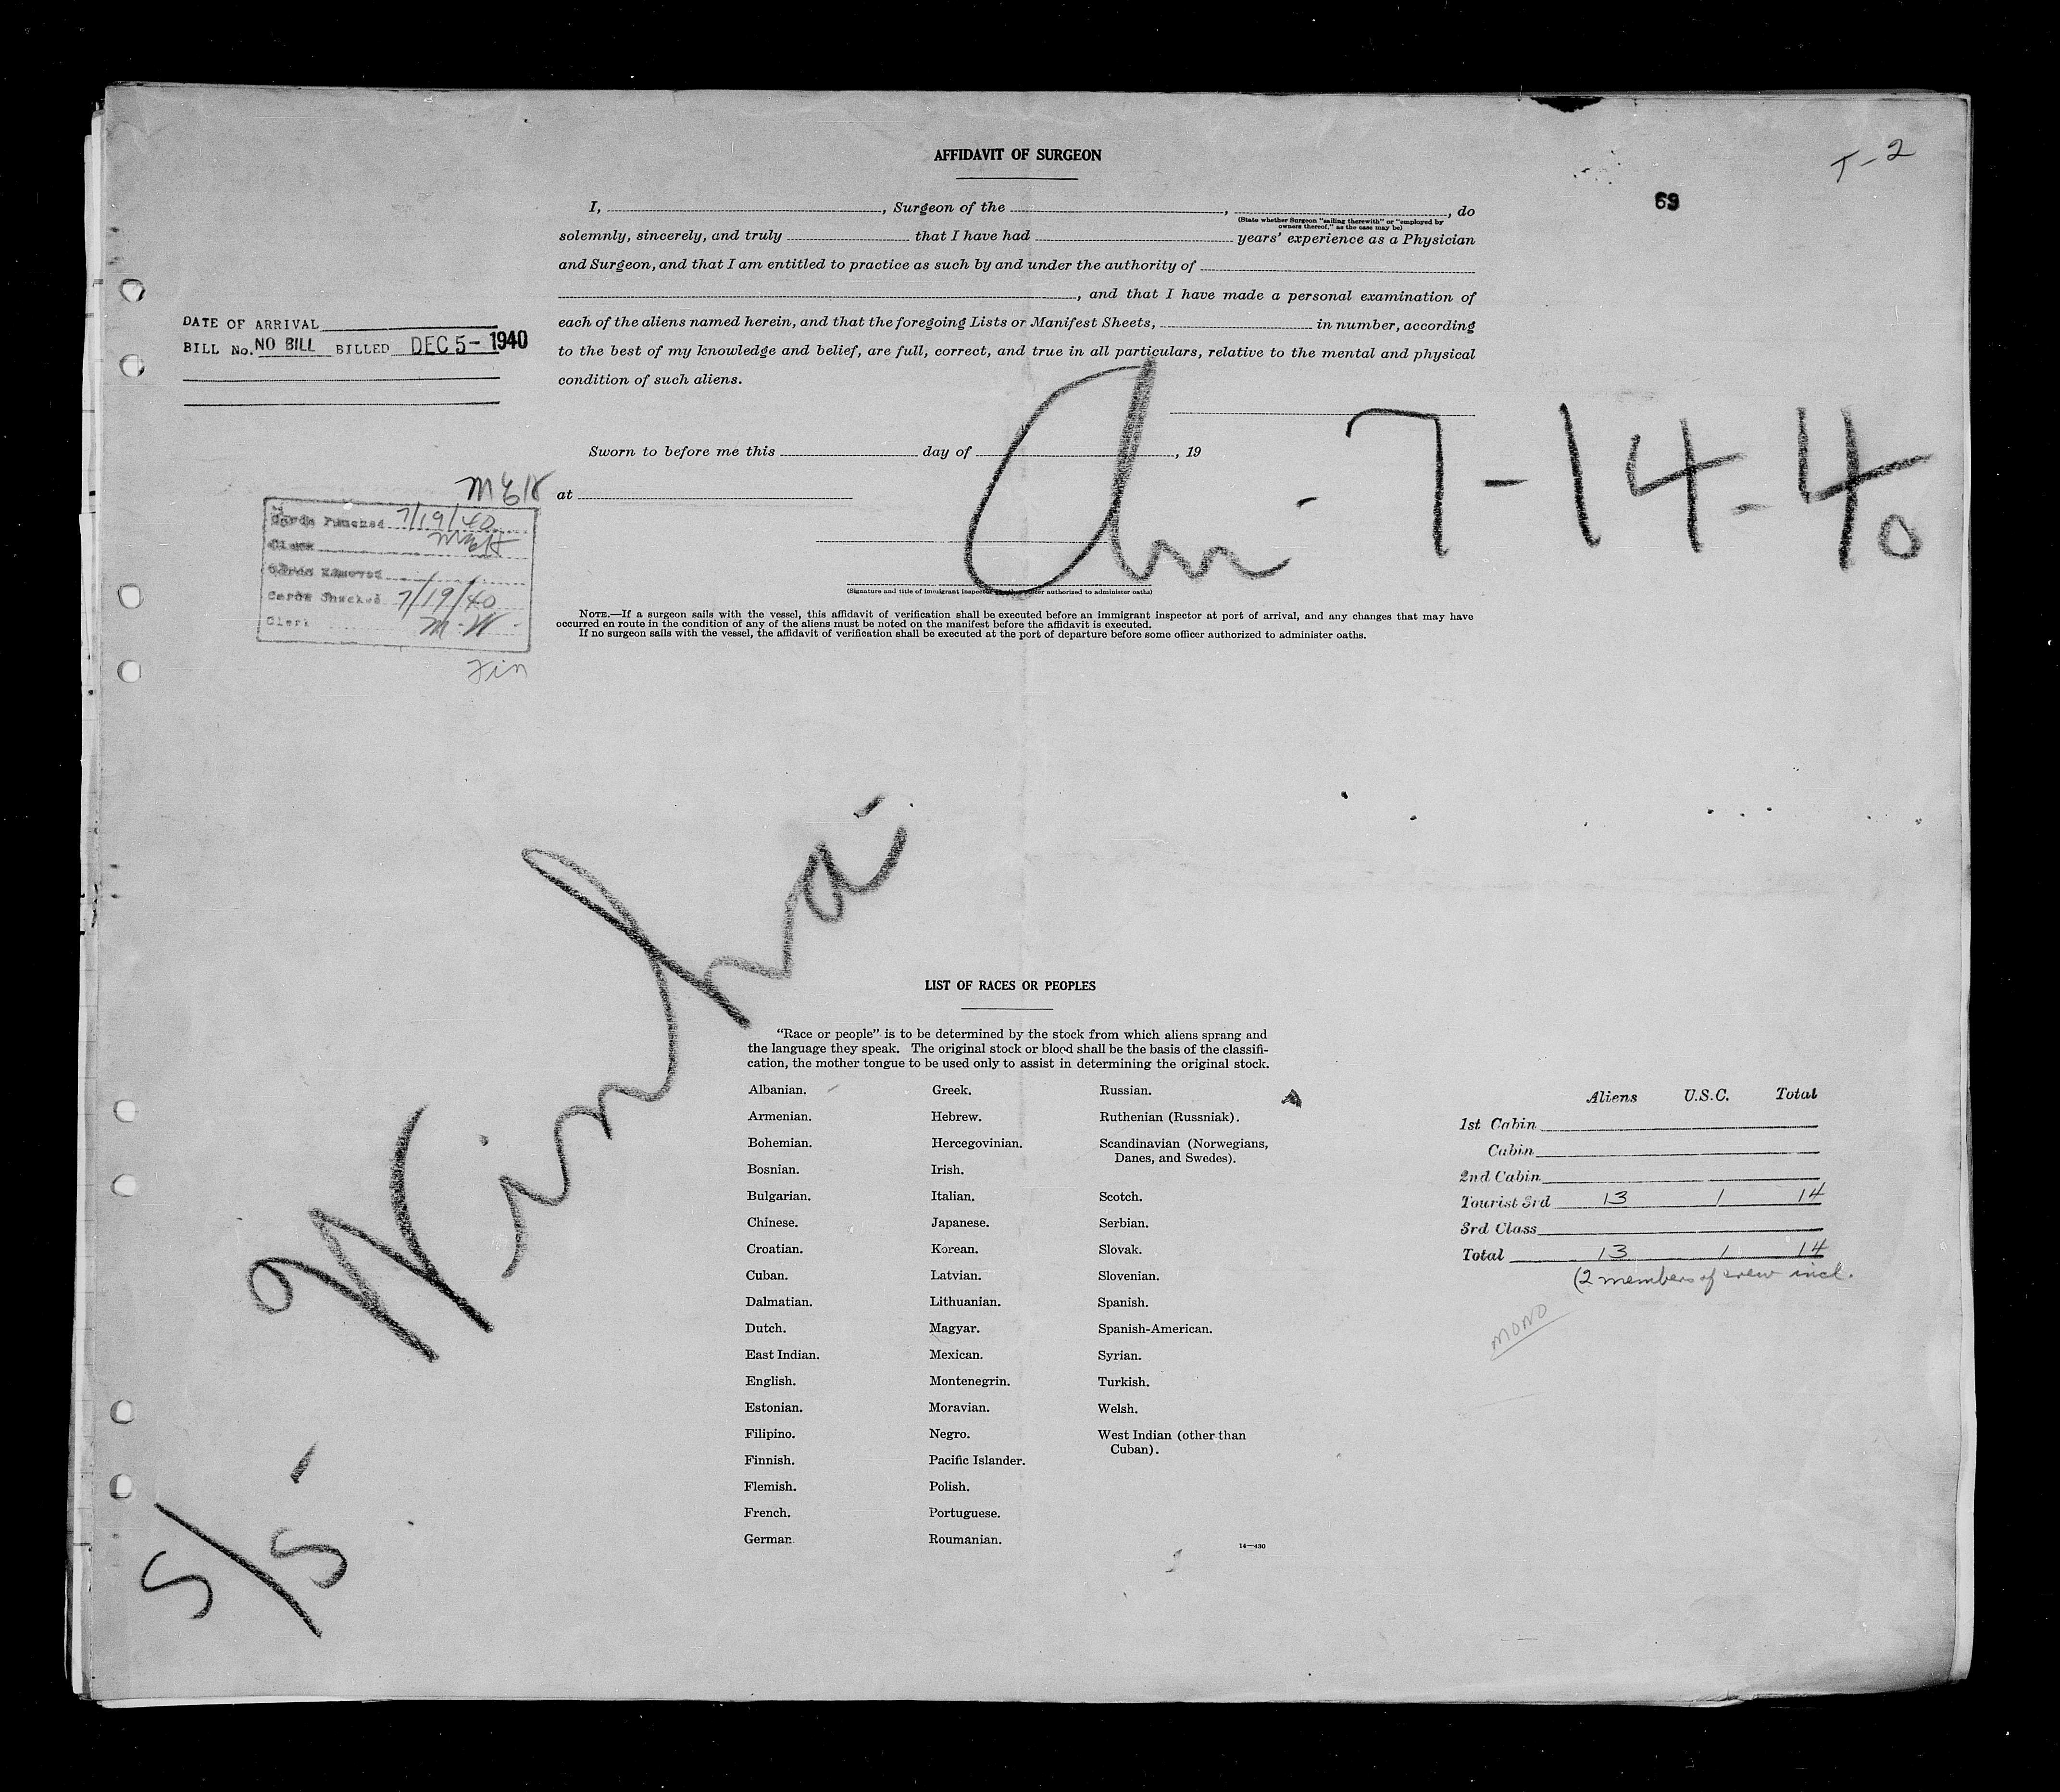 T-2
69
AFFIDAVIT OF SURGEON
I, , Surgeon of the , , do
(State whether Surgeon "sailing therewith" or "employed by
owners thereof," as the case may be)
solemnly, sincerely, and truly that I have had years' experience as a Physician
and Surgeon, and that I am entitled to practice as such by and under the authority of
, and that I have made a personal examination of
each of the aliens named herein, and that the foregoing Lists or Manifest Sheets, in number, according
to the best of my knowledge and belief, are full, correct, and true in all particulars, relative to the mental and physical
condition of such aliens.
DATE OF ARRIVAL
BILL No. NO BILL BILLED DEC 5- 1940
7-14-40
Sworn to before me this day of , 19
at
(Signature and title of immigrant inspector or other officer authorized to administer oaths)
NOTE.—If a surgeon sails with the vessel, this affidavit of verification shall be executed before an immigrant inspector at port of arrival, and any changes that may have
occurred en route in the condition of any of the aliens must be noted on the manifest before the affidavit is executed.
If no surgeon sails with the vessel, the affidavit of verification shall be executed at the port of departure before some officer authorized to administer oaths.
Cards Punched 7/19/40
Clerk
Cards Checked 7/19/40
Clerk M.W.
S/S
LIST OF RACES OR PEOPLES
"Race or people" is to be determined by the stock from which aliens sprang and
the language they speak. The original stock or blood shall be the basis of the classifi-
cation, the mother tongue to be used only to assist in determining the original stock.
Albanian.
Armenian.
Bohemian.
Bosnian.
Bulgarian.
Chinese.
Croatian.
Cuban.
Dalmatian.
Dutch.
East Indian.
English.
Estonian.
Filipino.
Finnish.
Flemish.
French.
German.
Greek.
Hebrew.
Hercegovinian.
Irish.
Italian.
Japanese.
Korean.
Latvian.
Lithuanian.
Magyar.
Mexican.
Montenegrin.
Moravian.
Negro.
Pacific Islander.
Polish.
Portuguese.
Roumanian.
Russian.
Ruthenian (Russniak).
Scandinavian (Norwegians,
Danes, and Swedes).
Scotch.
Serbian.
Slovak.
Slovenian.
Spanish.
Spanish-American.
Syrian.
Turkish.
Welsh.
West Indian (other than
Cuban).
14—430
Aliens U.S.C. Total
1st Cabin
Cabin
2nd Cabin
Tourist 3rd 13 1 14
3rd Class
Total 13 1 14
(2 members of crew incl.
MONO